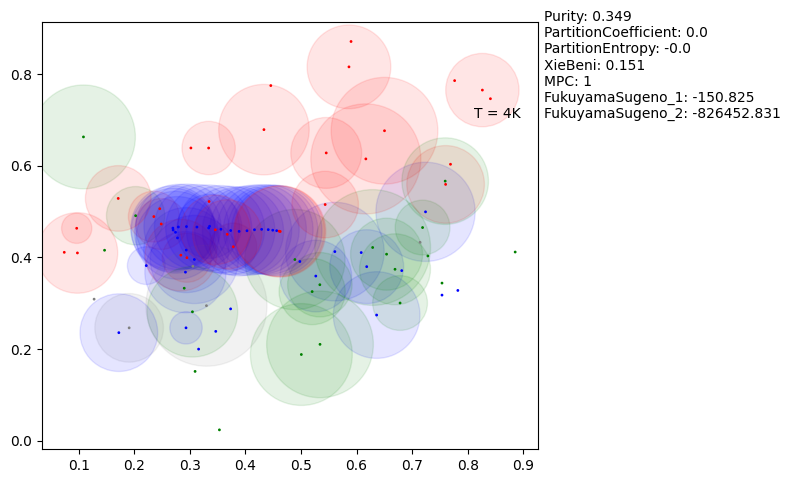 Purity: 0.349
PartitionCoefficient: 0.0
PartitionEntropy: -0.0
XieBeni: 0.151
MPC: 1
FukuyamaSugeno_1: -150.825
FukuyamaSugeno_2: -826452.831
T = 4K
0.8
0.6
0.4
0.2
0.0
0.1 0.2 0.3 0.4 0.5 0.6 0.7 0.8 0.9